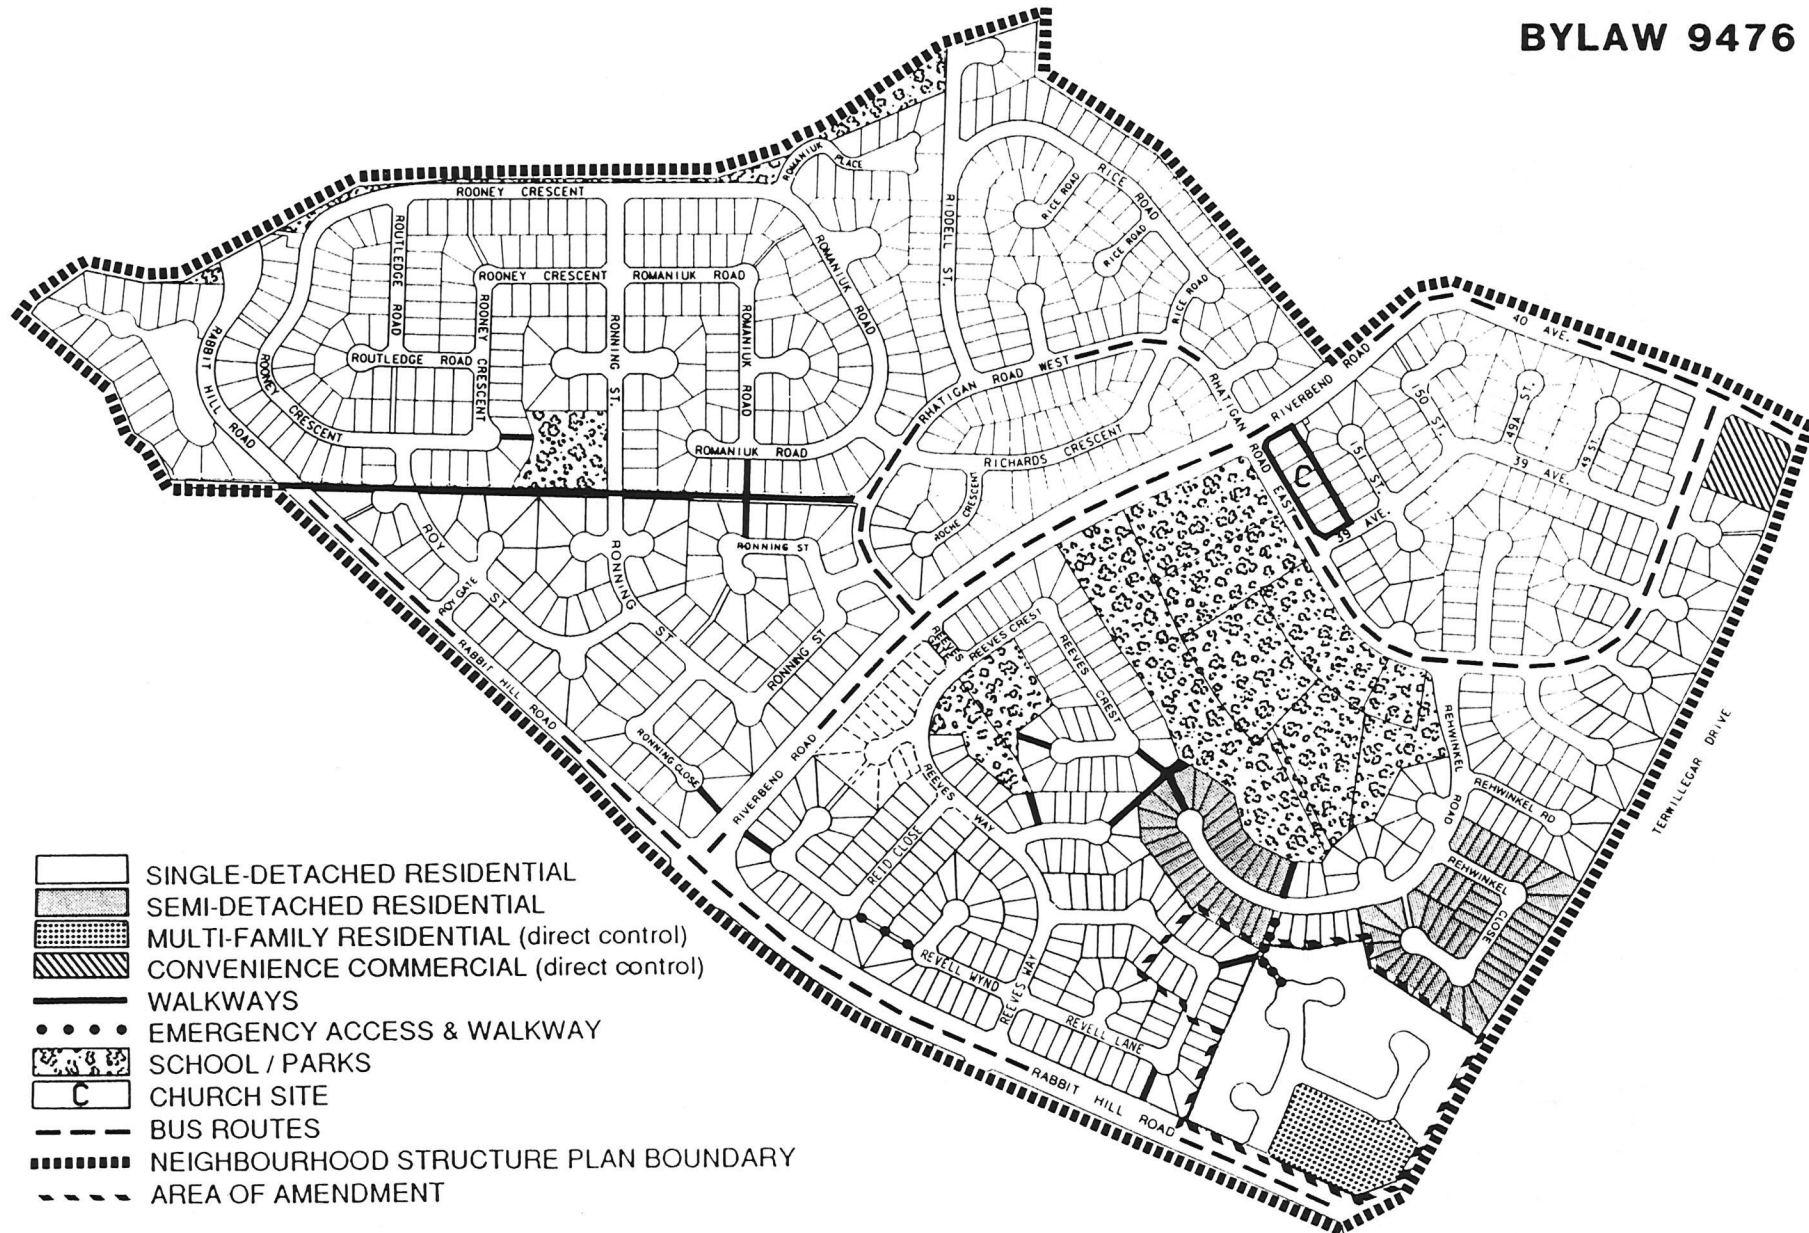 BYLAW 9476
ROONEY CRESCENT
ROMANIUK
PLACE
RIDDELL ST.
RICE ROAD
RICE ROAD
RICE ROAD
RICE ROAD
ROUTLEDGE ROAD
ROONEY CRESCENT
ROMANIUK ROAD
ROMANIUK ROAD
ROUTLEDGE ROAD
ROONEY CRESCENT
RONNING ST.
ROMANIUK ROAD
RABBIT HILL ROAD
ROONEY CRESCENT
ROMANIUK ROAD
RHATIGAN ROAD WEST
RHATIGAN ROAD EAST
RIVERBEND ROAD
40 AVE.
50 ST.
49A ST.
49 ST.
51 ST.
39 AVE.
39 AVE.
C
RICHARDS CRESCENT
ROCHE CRESCENT
ROY ST
ROY GATE
RONNING ST
RONNING ST
RONNING ST
RONNING CLOSE
RABBIT HILL ROAD
RIVERBEND ROAD
REEVES GATE
REEVES CREST
REEVES CREST
REEVES WAY
REID CLOSE
REHWINKEL ROAD
REHWINKEL RD
REHWINKEL CLOSE
TERWILLEGAR DRIVE
REVELL WYND
REEVES WAY
REVELL LANE
RABBIT HILL ROAD
SINGLE-DETACHED RESIDENTIAL
SEMI-DETACHED RESIDENTIAL
MULTI-FAMILY RESIDENTIAL (direct control)
CONVENIENCE COMMERCIAL (direct control)
WALKWAYS
EMERGENCY ACCESS & WALKWAY
SCHOOL / PARKS
C CHURCH SITE
BUS ROUTES
NEIGHBOURHOOD STRUCTURE PLAN BOUNDARY
AREA OF AMENDMENT